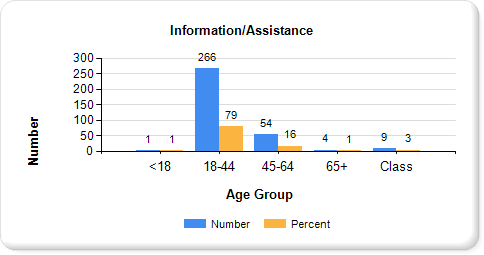 Information/Assistance
Number
300
250
200
150
100
50
0
1 1 266 79 54 16 4 1 9 3
<18 18-44 45-64 65+ Class
Age Group
Number Percent